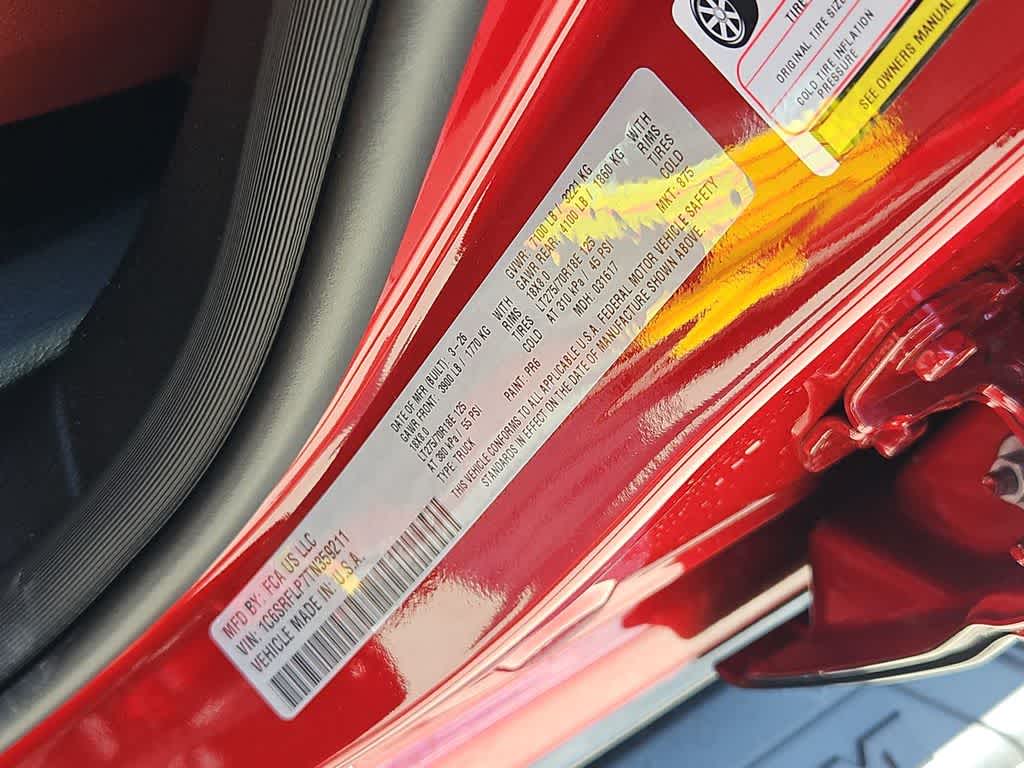 MFD BY: FCA US LLC
VIN: 1C6SRFLP7TN359211
VEHICLE MADE IN: U.S.A.
DATE OF MFR (BUILT): 3-26
GAWR FRONT: 3900 LB / 1770 KG WITH
18X8.0 RIMS
LT275/70R18E 125 TIRES
AT 380 kPa / 55 PSI COLD
TYPE: TRUCK PAINT: PR6
GVWR: 7100 LB / 3221 KG
GAWR REAR: 4100 LB / 1860 KG WITH
18X8.0 RIMS
LT275/70R18E 125 TIRES
AT 310 kPa / 45 PSI COLD
MDH: 031617 MKT: 875
THIS VEHICLE CONFORMS TO ALL APPLICABLE U.S.A. FEDERAL MOTOR VEHICLE SAFETY
STANDARDS IN EFFECT ON THE DATE OF MANUFACTURE SHOWN ABOVE.
TIRE
ORIGINAL TIRE SIZE
COLD TIRE INFLATION
PRESSURE
SEE OWNERS MANUAL